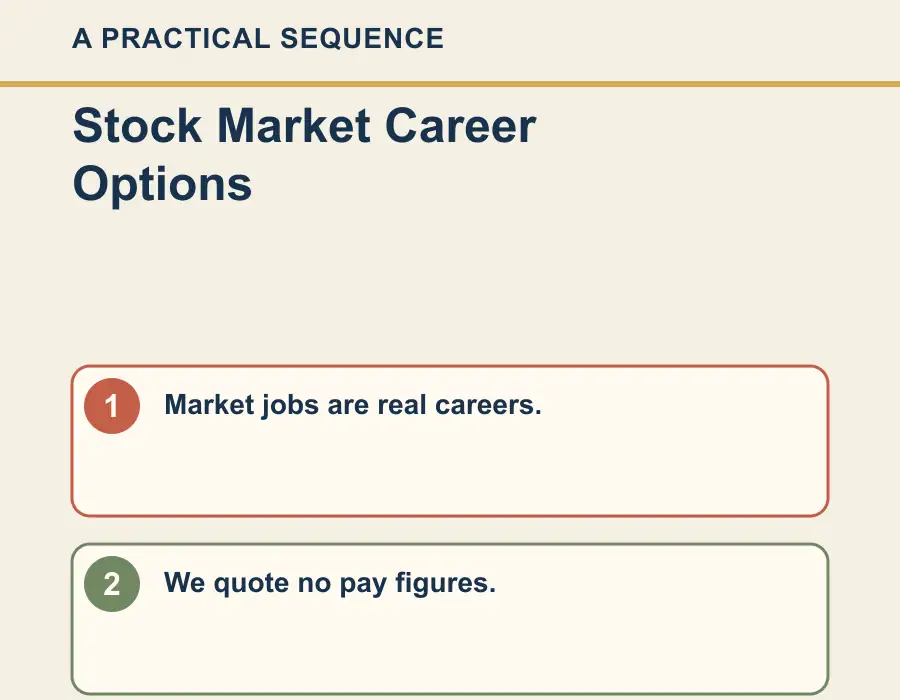 A PRACTICAL SEQUENCE
Stock Market Career
Options
1
Market jobs are real careers.
2
We quote no pay figures.